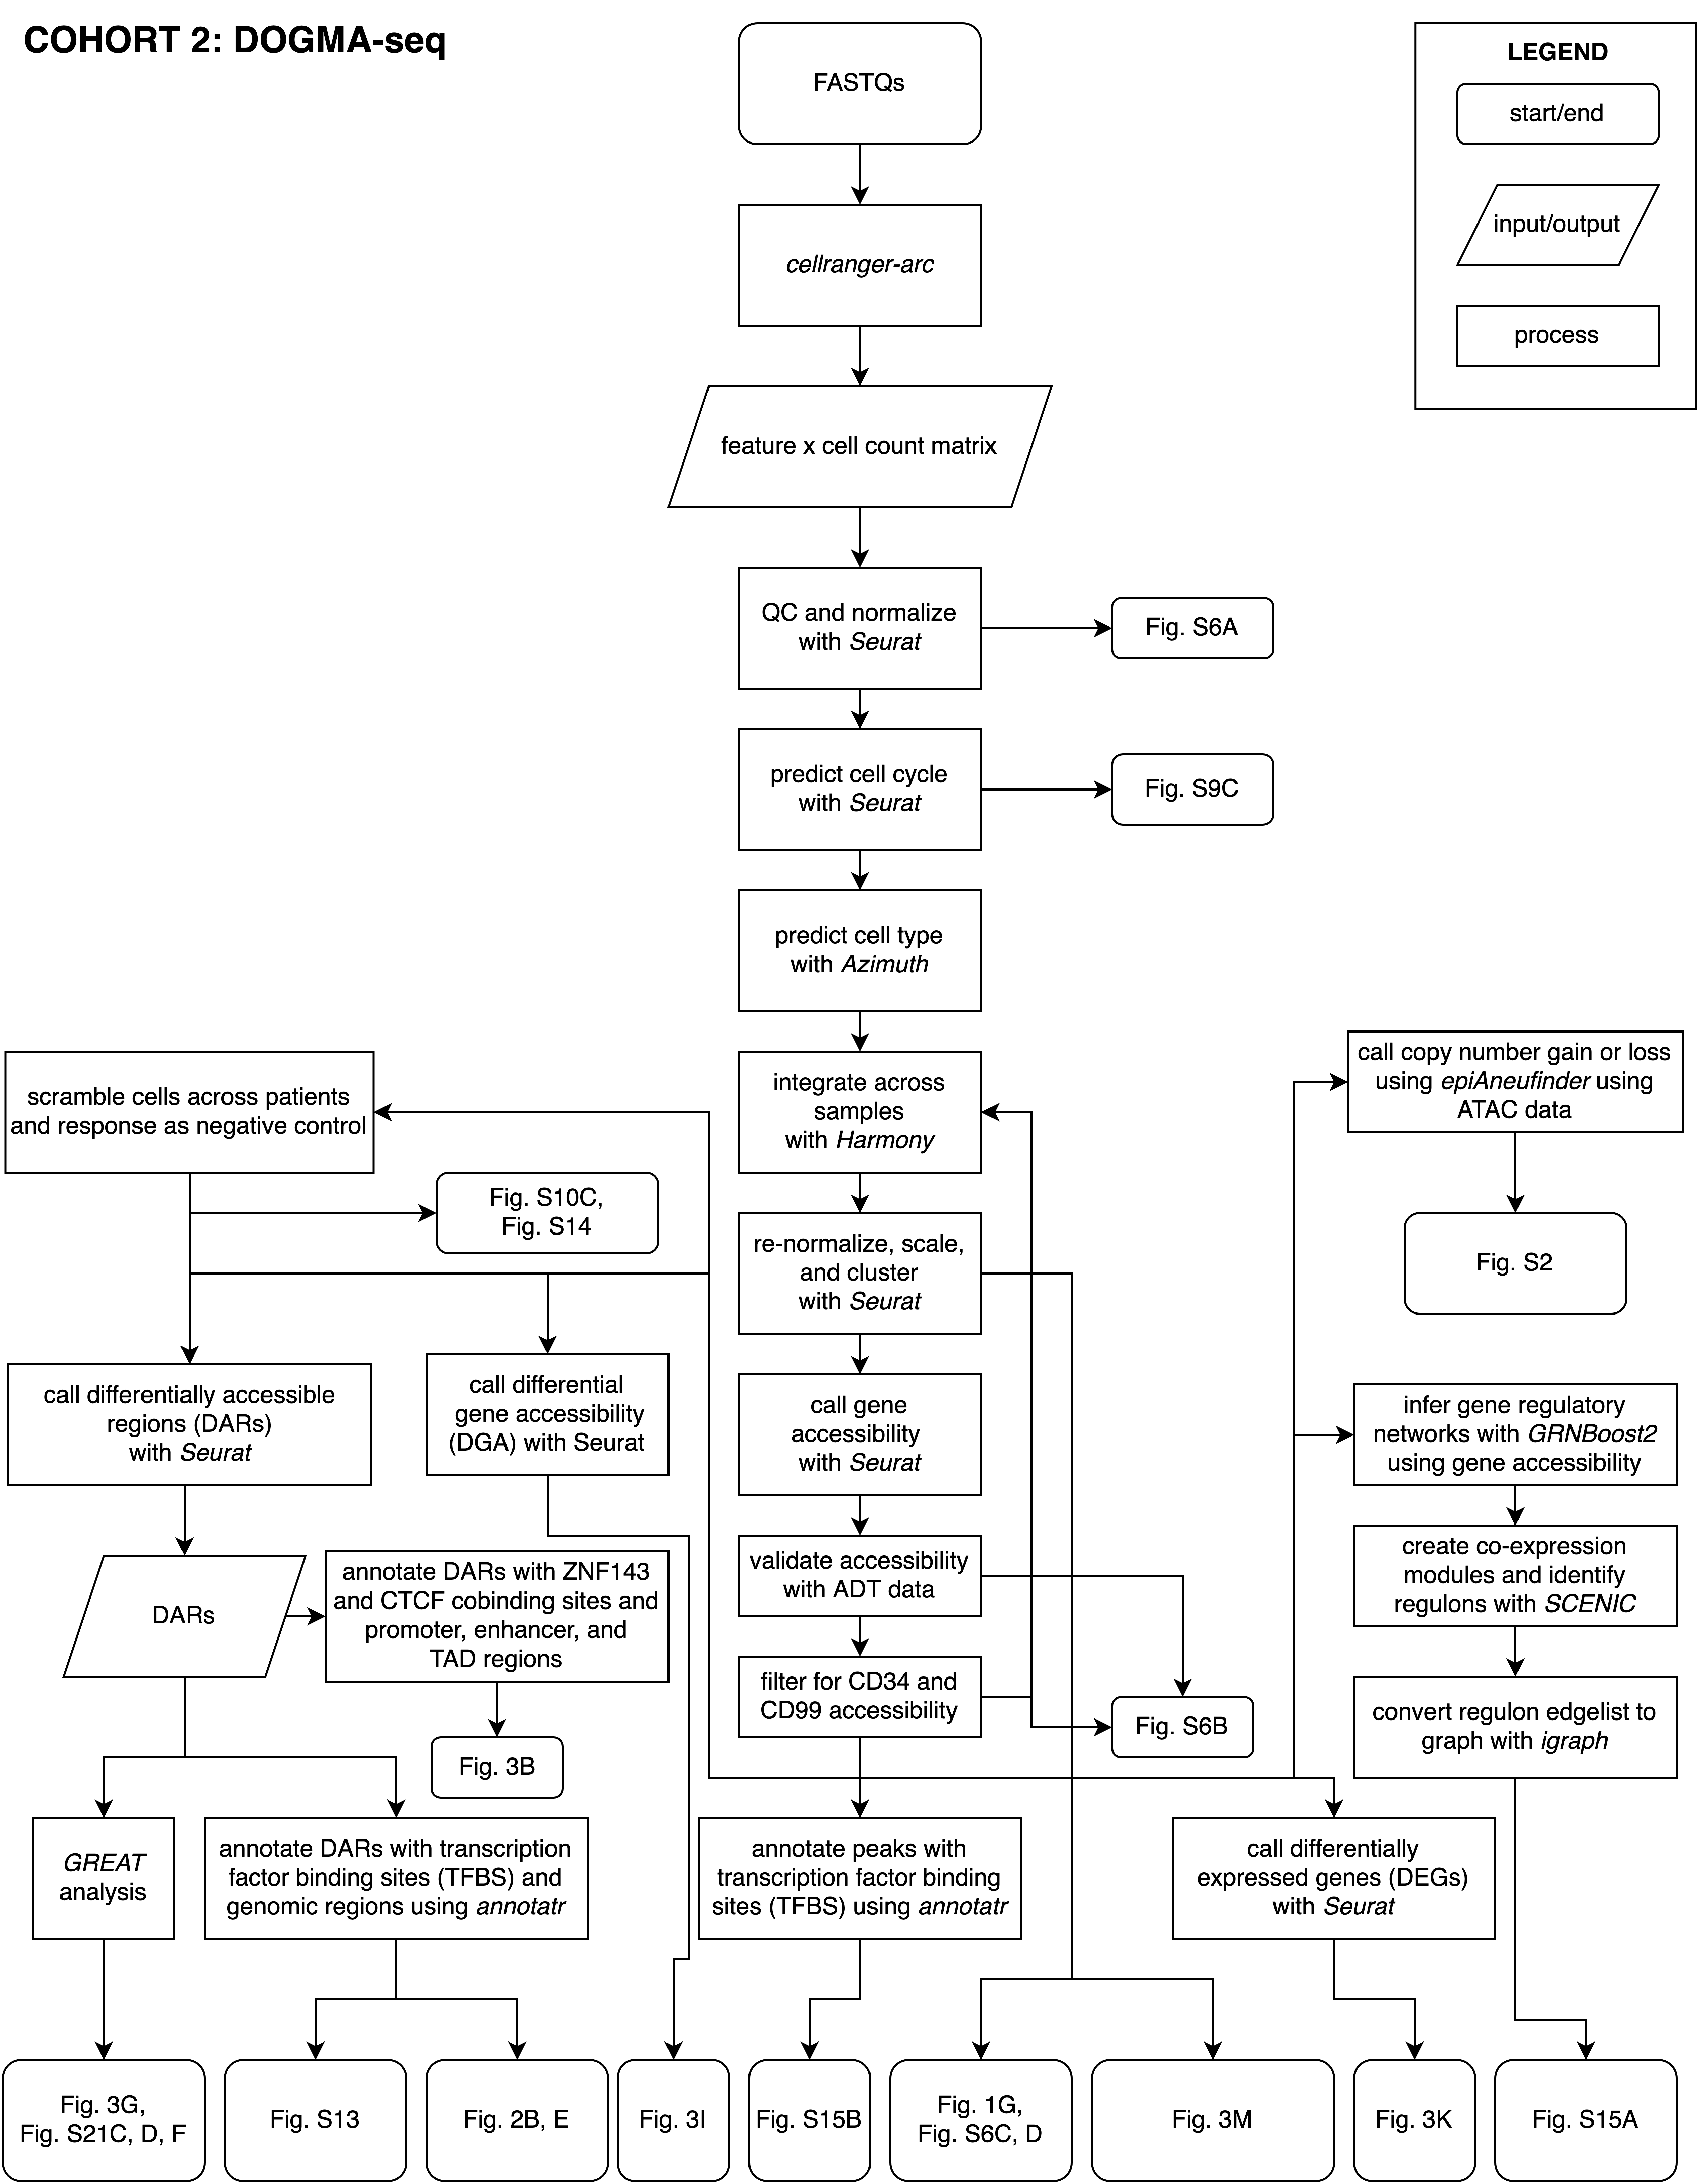 COHORT 2: DOGMA-seq
FASTQs
LEGEND
start/end
input/output
process
cellranger-arc
feature x cell count matrix
QC and normalize
with Seurat
Fig. S6A
predict cell cycle
with Seurat
Fig. S9C
predict cell type
with Azimuth
scramble cells across patients
and response as negative control
integrate across
samples
with Harmony
call copy number gain or loss
using epiAneufinder using
ATAC data
Fig. S10C,
Fig. S14
re-normalize, scale,
and cluster
with Seurat
Fig. S2
call differentially accessible
regions (DARs)
with Seurat
call differential
gene accessibility
(DGA) with Seurat
call gene
accessibility
with Seurat
infer gene regulatory
networks with GRNBoost2
using gene accessibility
DARs
annotate DARs with ZNF143
and CTCF cobinding sites and
promoter, enhancer, and
TAD regions
validate accessibility
with ADT data
create co-expression
modules and identify
regulons with SCENIC
filter for CD34 and
CD99 accessibility
Fig. S6B
convert regulon edgelist to
graph with igraph
Fig. 3B
GREAT
analysis
annotate DARs with transcription
factor binding sites (TFBS) and
genomic regions using annotatr
annotate peaks with
transcription factor binding
sites (TFBS) using annotatr
call differentially
expressed genes (DEGs)
with Seurat
Fig. 3G,
Fig. S21C, D, F
Fig. S13
Fig. 2B, E
Fig. 3I
Fig. S15B
Fig. 1G,
Fig. S6C, D
Fig. 3M
Fig. 3K
Fig. S15A